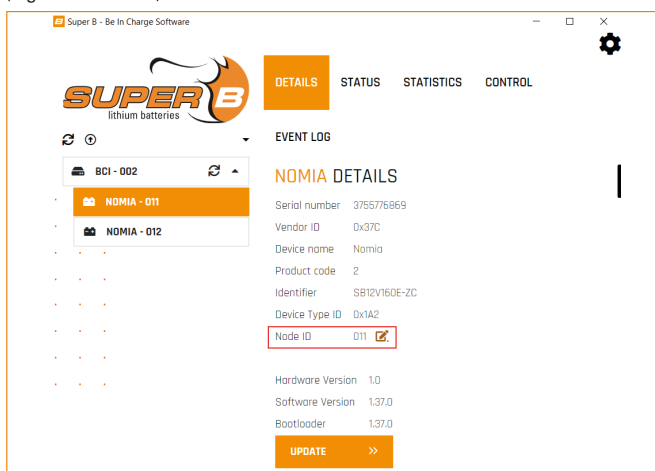 Super B - Be In Charge Software
SUPER B
lithium batteries
DETAILS STATUS STATISTICS CONTROL
EVENT LOG
BCI - 002
NOMIA - 011
NOMIA - 012
NOMIA DETAILS
Serial number 3755776869
Vendor ID 0x37C
Device name Nomia
Product code 2
Identifier SB12V160E-ZC
Device Type ID 0x1A2
Node ID 011
Hardware Version 1.0
Software Version 1.37.0
Bootloader 1.37.0
UPDATE